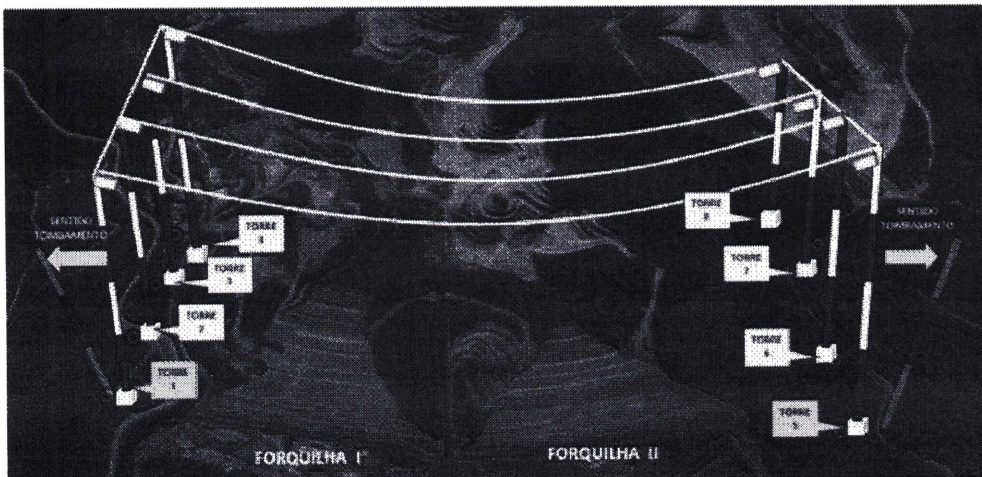 SENTIDO
TOMBAMENTO
TORRE
4
TORRE
3
TORRE
2
TORRE
1
TORRE
8
TORRE
7
TORRE
6
TORRE
5
SENTIDO
TOMBAMENTO
FORQUILHA I
FORQUILHA II